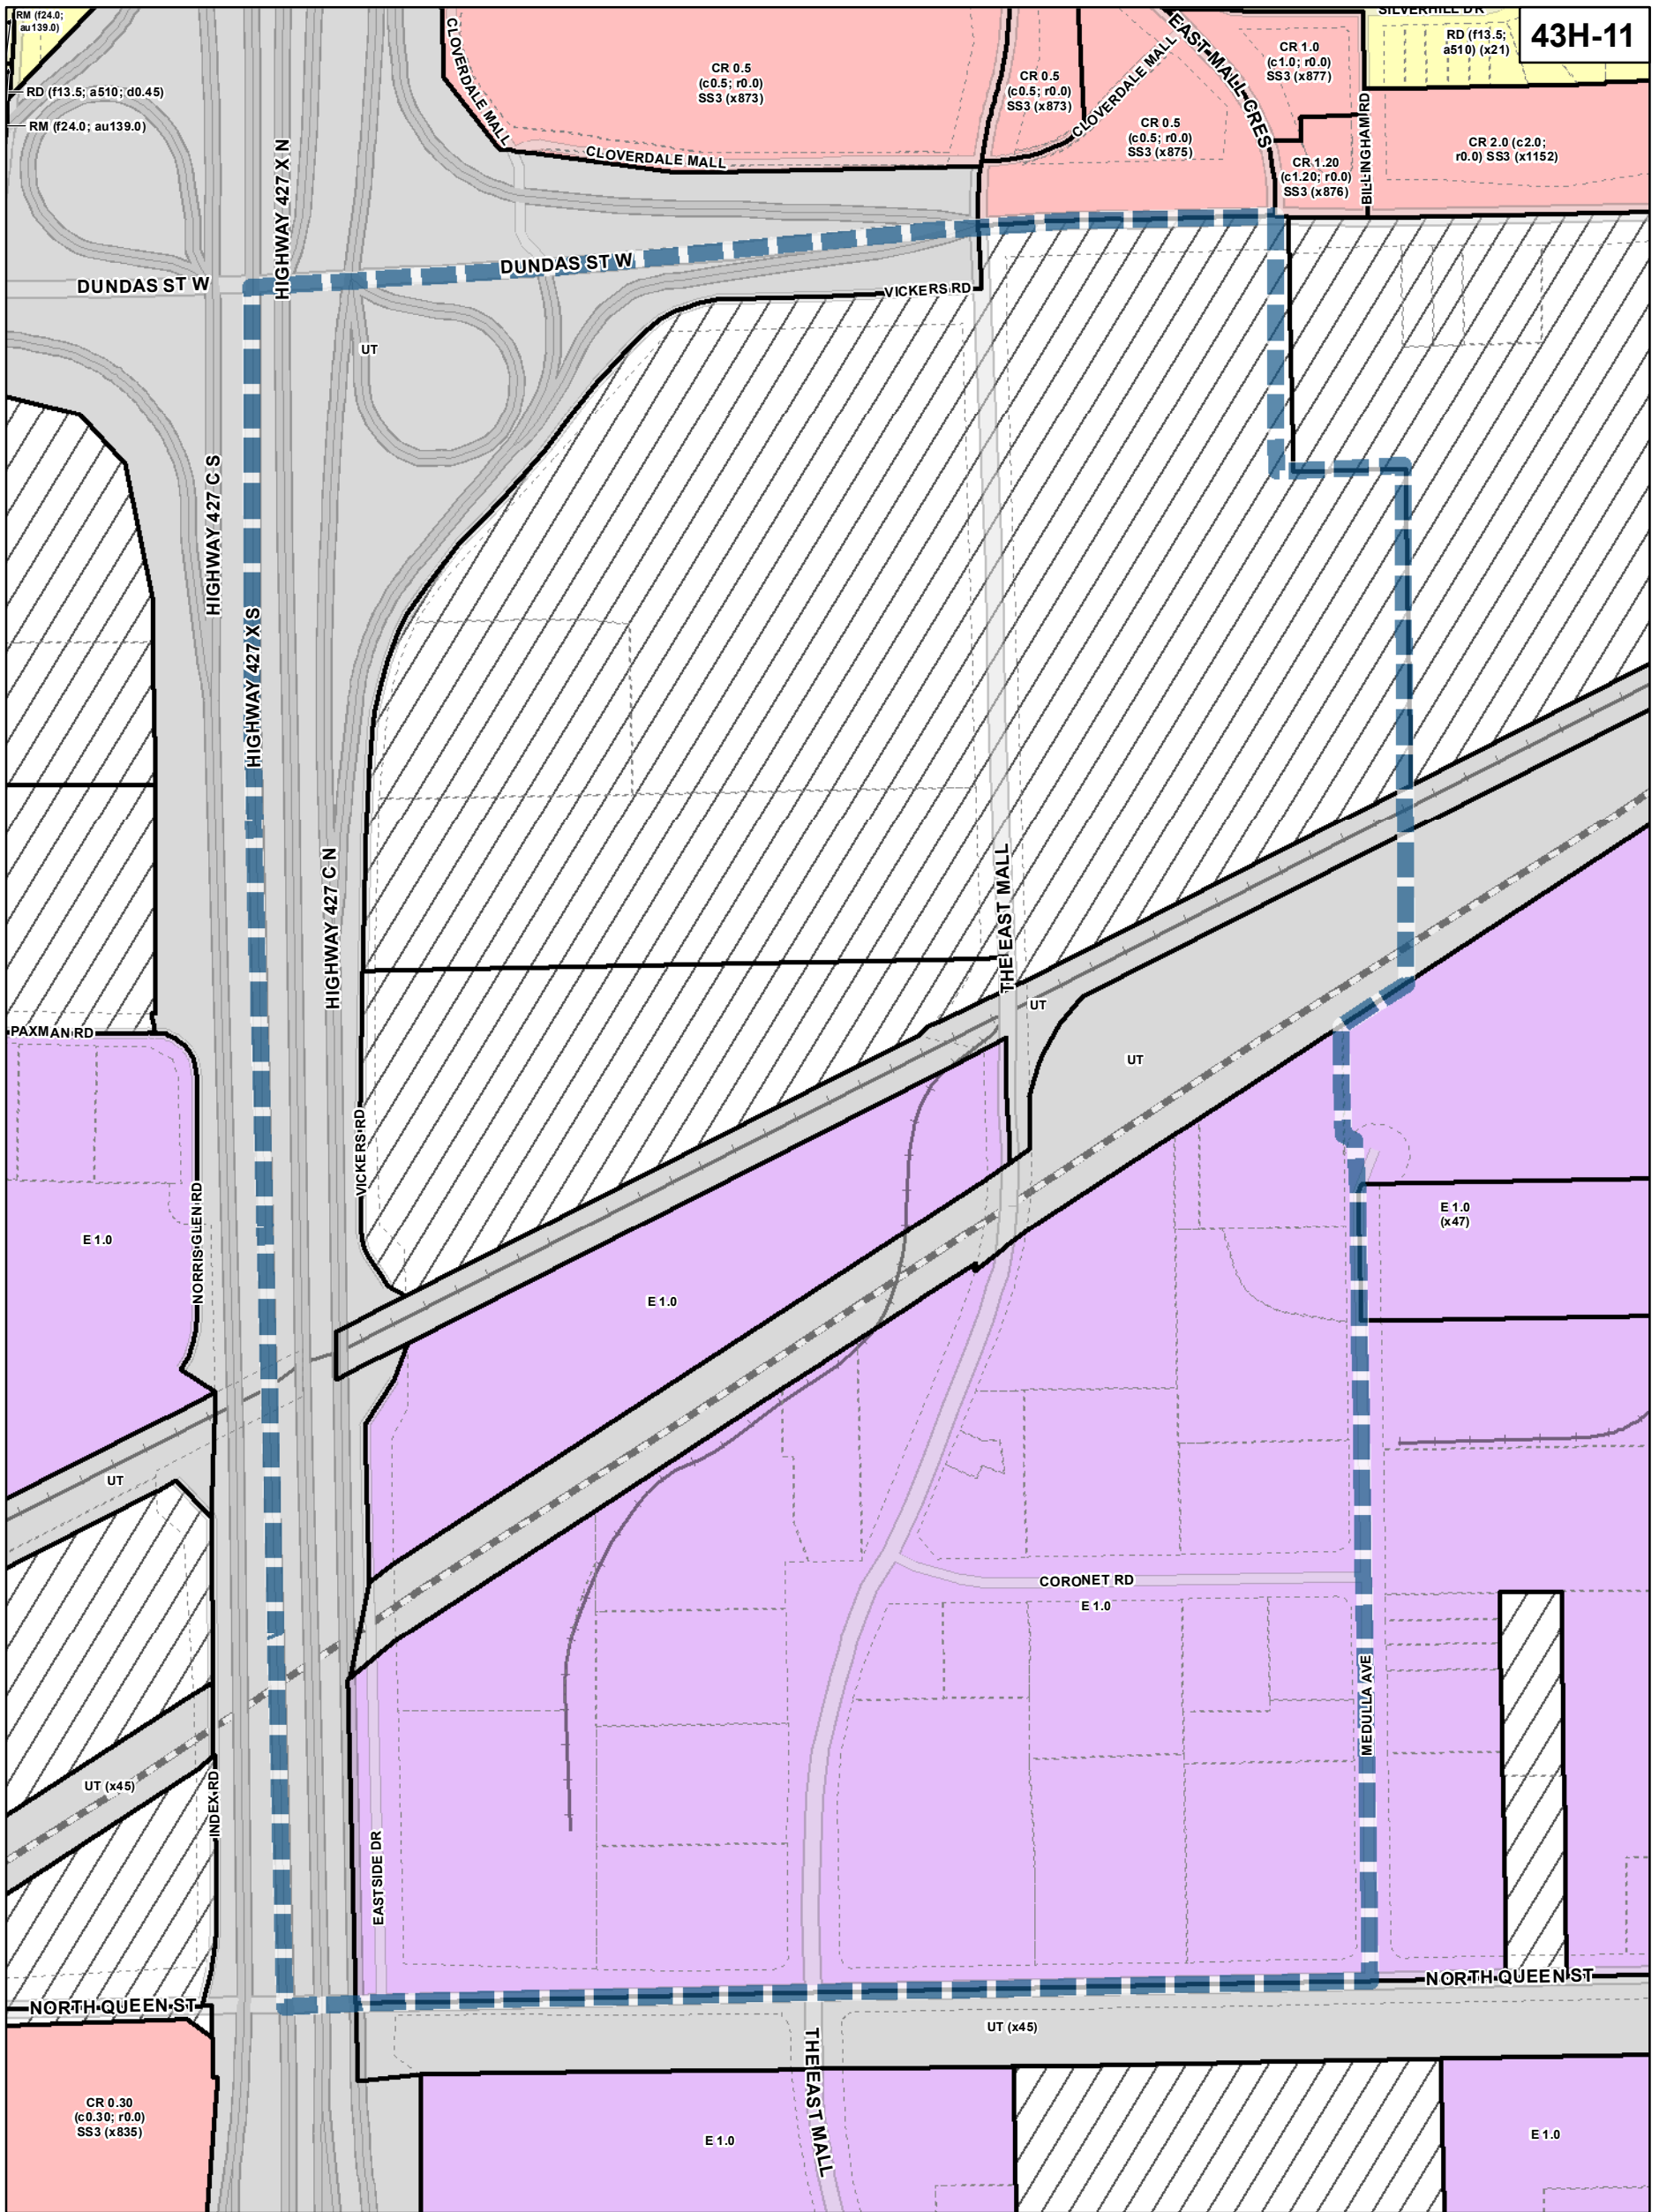 RM (f24.0;
au139.0)
SILVERHILL DR
43H-11
RD (f13.5;
a510) (x21)
CLOVERDALE MALL
EAST MALL CRES
CR 1.0
(c1.0; r0.0)
SS3 (x877)
CR 0.5
(c0.5; r0.0)
SS3 (x873)
CR 0.5
(c0.5; r0.0)
SS3 (x873)
CLOVERDALE MALL
RD (f13.5; a510; d0.45)
RM (f24.0; au139.0)
BILLINGHAM RD
CR 0.5
(c0.5; r0.0)
SS3 (x875)
CR 2.0 (c2.0;
r0.0) SS3 (x1152)
CLOVERDALE MALL
CR 1.20
(c1.20; r0.0)
SS3 (x876)
HIGHWAY 427 X N
DUNDAS ST W
DUNDAS ST W
VICKERS RD
UT
HIGHWAY 427 C S
HIGHWAY 427 X S
HIGHWAY 427 C N
THE EAST MALL
UT
PAXMAN RD
UT
VICKERS RD
NORRIS GLEN RD
E 1.0
E 1.0
(x47)
E 1.0
UT
CORONET RD
E 1.0
MEDULLA AVE
UT (x45)
INDEX RD
EAST SIDE DR
NORTH QUEEN ST
NORTH QUEEN ST
UT (x45)
THE EAST MALL
CR 0.30
(c0.30; r0.0)
SS3 (x835)
E 1.0
E 1.0